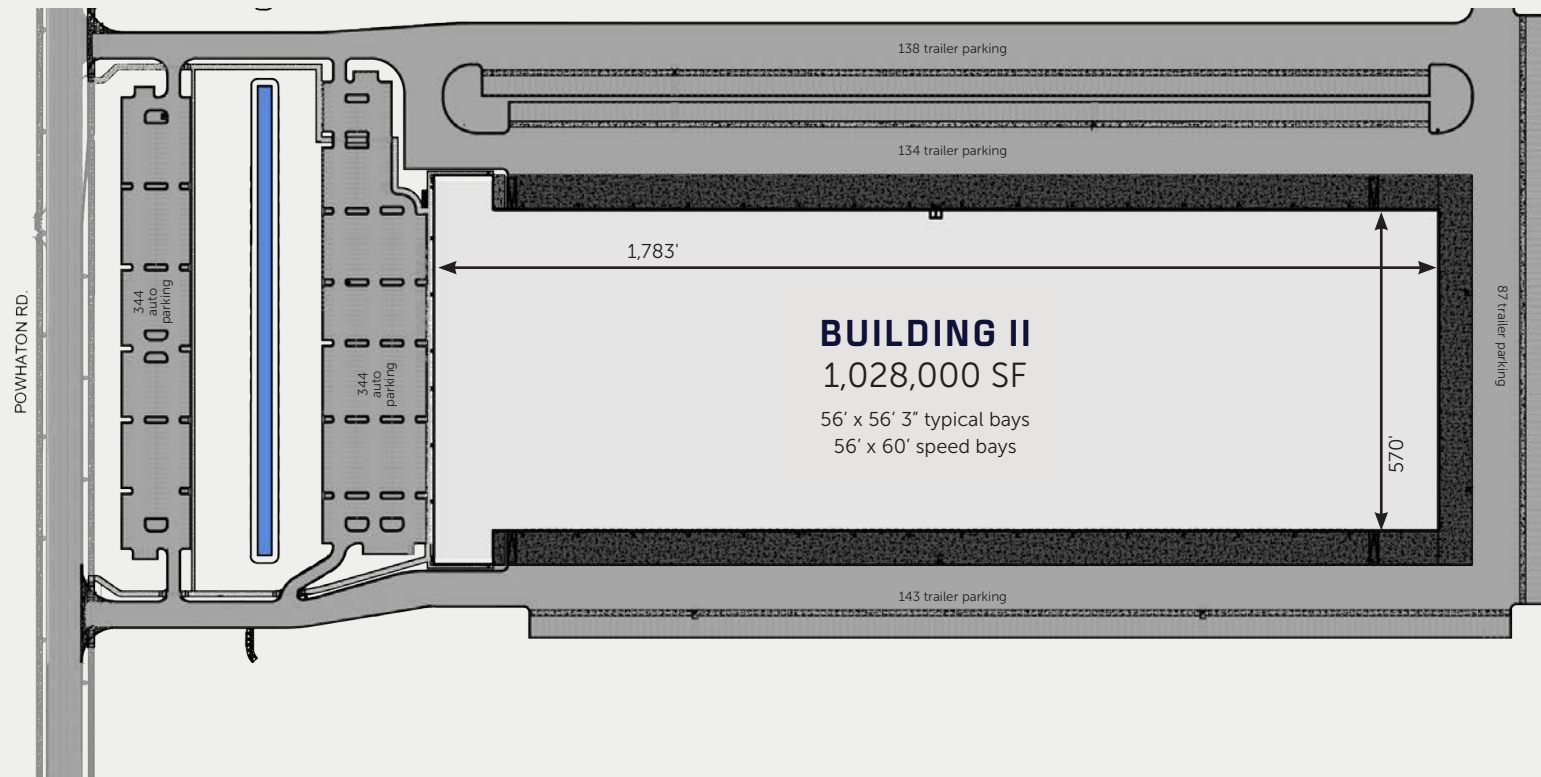 138 trailer parking
134 trailer parking
1,783'
344
auto
parking
POWHATON RD.
87 trailer parking
BUILDING II
1,028,000 SF
344
auto
parking
56' x 56' 3" typical bays
56' x 60' speed bays
570'
143 trailer parking